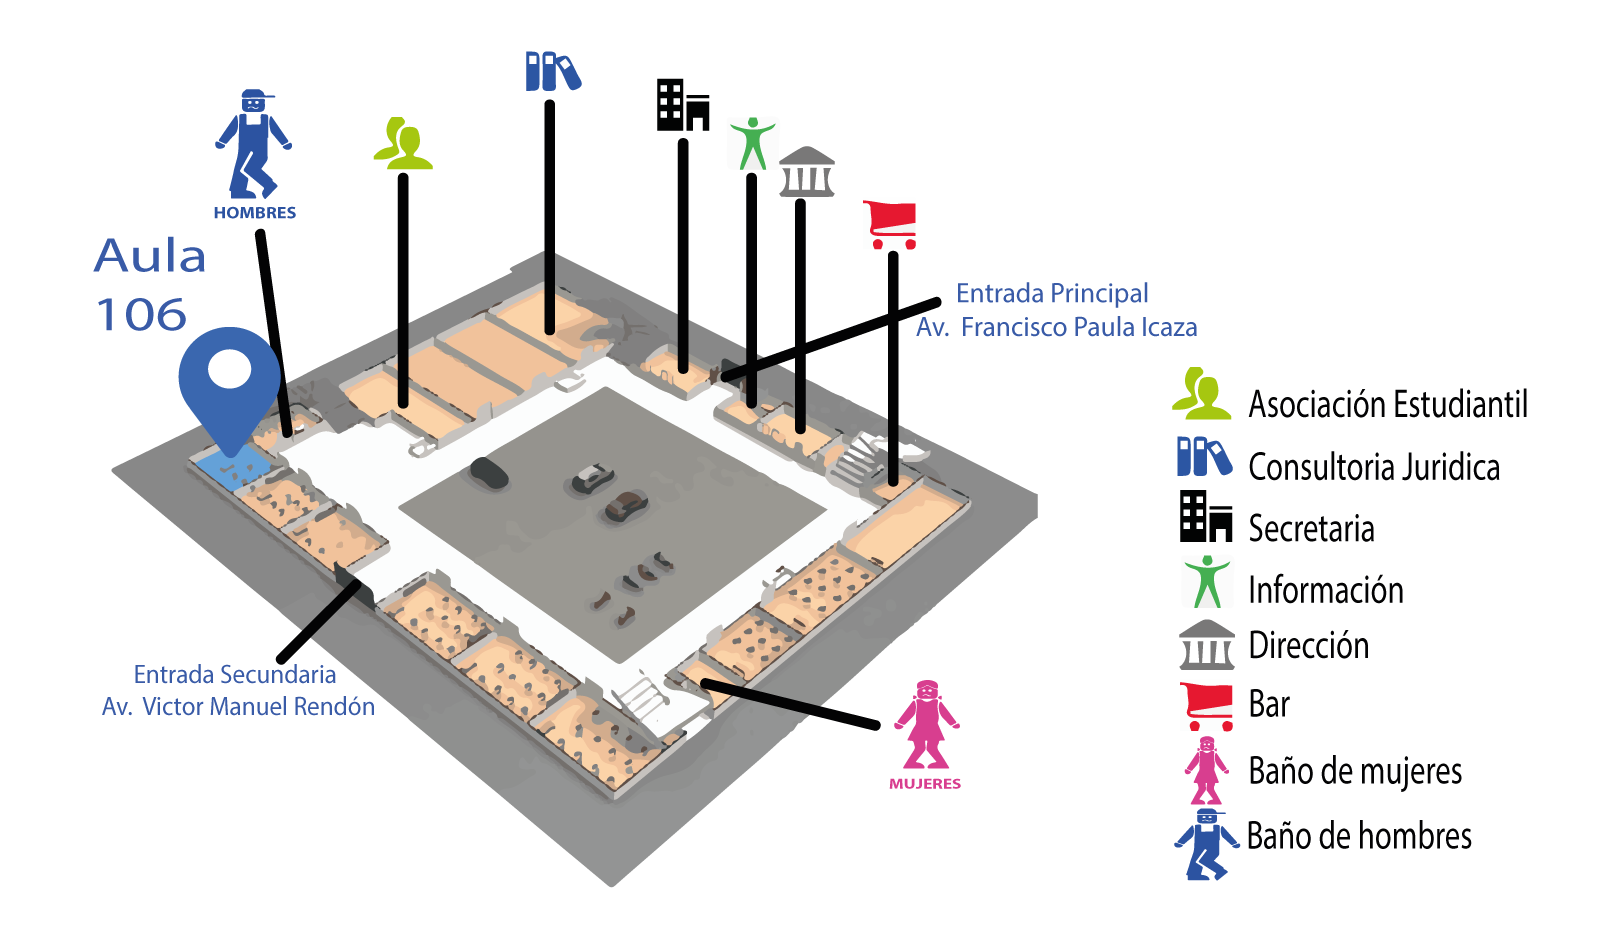 HOMBRES
Aula
106
Entrada Principal
Av.  Francisco Paula Icaza
Entrada Secundaria
Av.  Victor Manuel Rendón
MUJERES
Asociación Estudiantil
Consultoria Juridica
Secretaria
Información
Dirección
Bar
Baño de mujeres
Baño de hombres